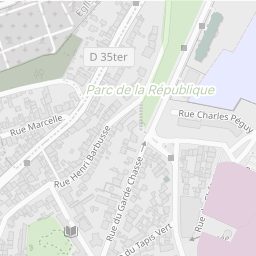 Égli
D 35ter
Parc de la République
Rue Marcelle
Rue Charles Péguy
Rue Henri Barbusse
Rue du Garde Chasse
Rue du Tapis Vert